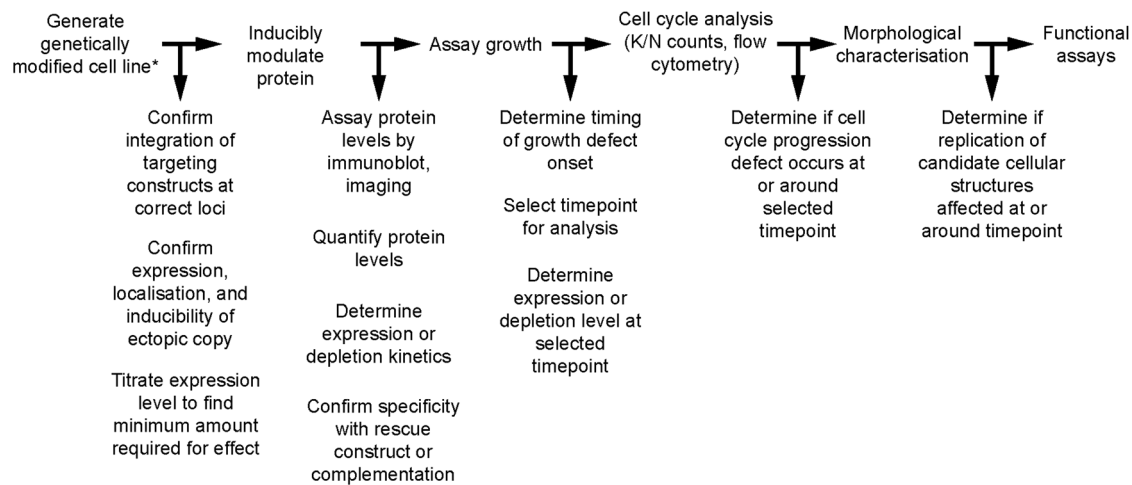 Generate
genetically
modified cell line*
Inducibly
modulate
protein
Assay growth
Cell cycle analysis
(K/N counts, flow
cytometry)
Morphological
characterisation
Functional
assays
Confirm
integration of
targeting
constructs at
correct loci
Confirm
expression,
localisation, and
inducibility of
ectopic copy
Titrate expression
level to find
minimum amount
required for effect
Assay protein
levels by
immunoblot,
imaging
Quantify protein
levels
Determine
expression or
depletion kinetics
Confirm specificity
with rescue
construct or
complementation
Determine timing
of growth defect
onset
Select timepoint
for analysis
Determine
expression or
depletion level at
selected
timepoint
Determine if cell
cycle progression
defect occurs at
or around
selected
timepoint
Determine if
replication of
candidate cellular
structures
affected at or
around timepoint